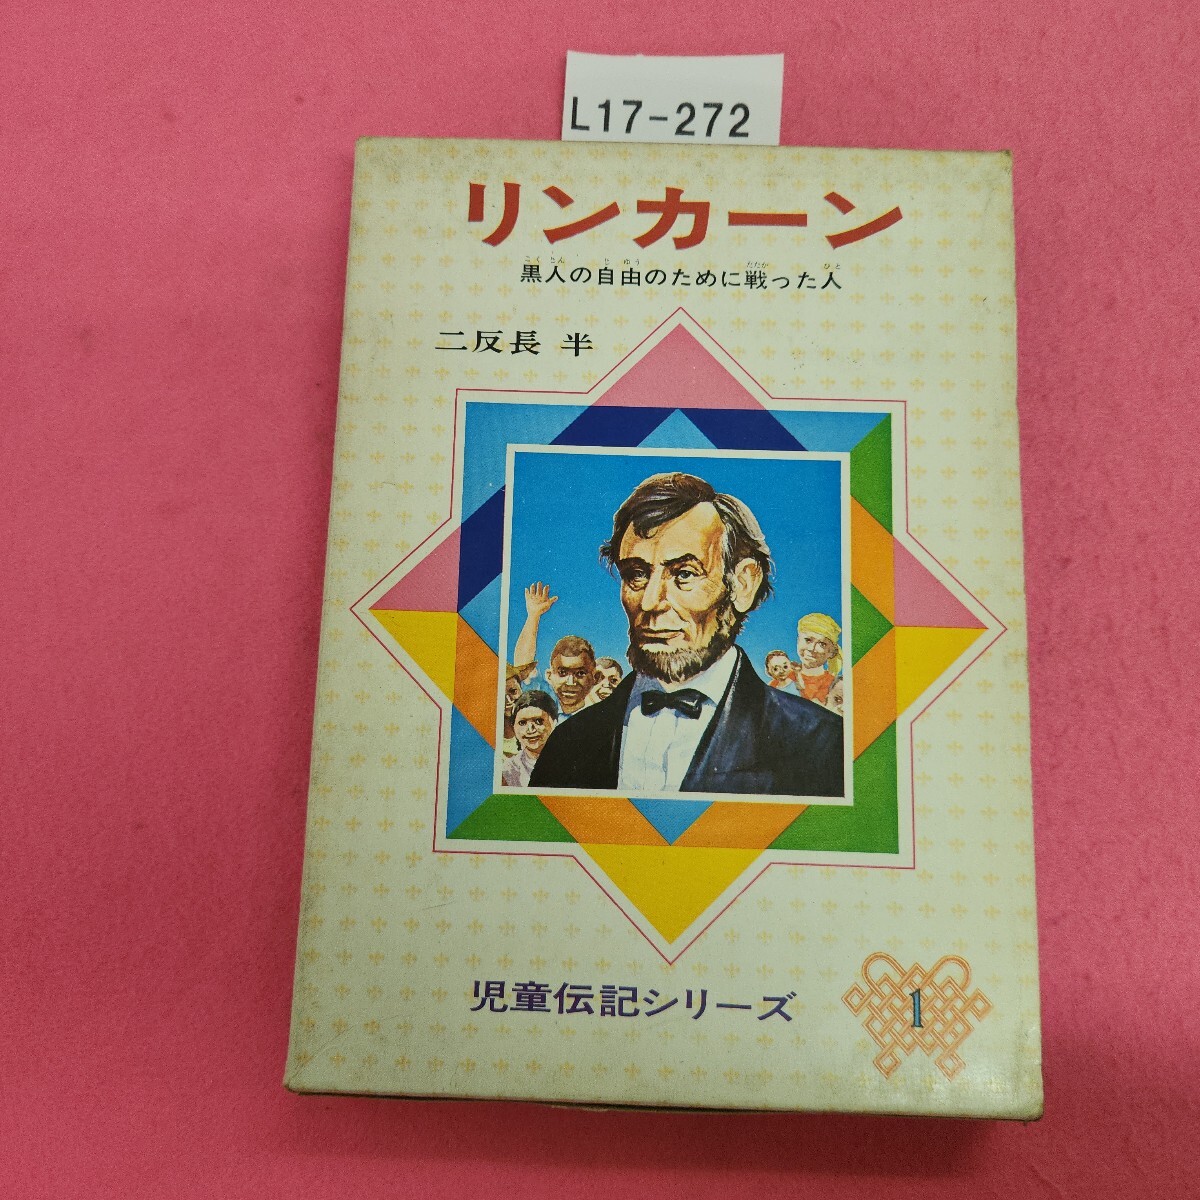 L17-272
リンカーン
こくじん じゆう たたか ひと
黒人の自由のために戦った人
二反長 半
児童伝記シリーズ
1